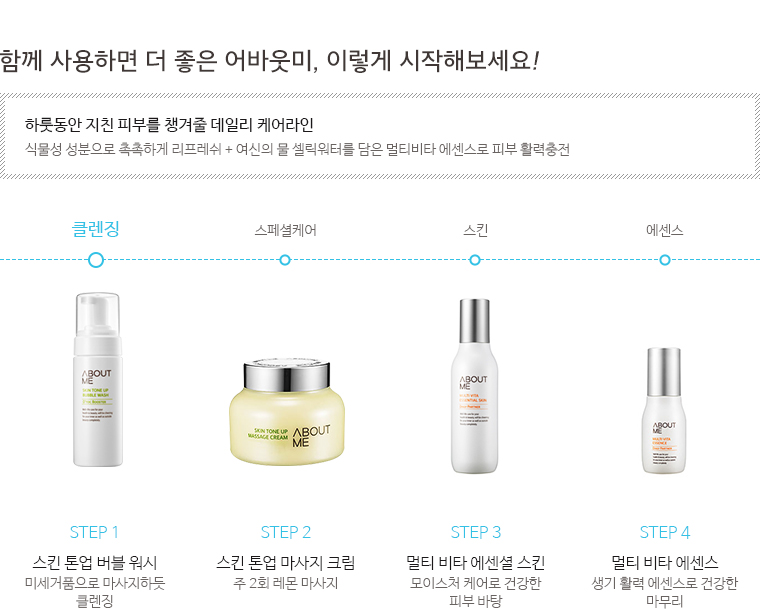 함께 사용하면 더 좋은 어바웃미, 이렇게 시작해보세요!
하룻동안 지친 피부를 챙겨줄 데일리 케어라인
식물성 성분으로 촉촉하게 리프레쉬 + 여신의 물 셀릭워터를 담은 멀티비타 에센스로 피부 활력충전
클렌징
스페셜케어
스킨
에센스
ABOUT
ME
SKIN TONE UP
BUBBLE WASH
SKIN TONE UP
MASSAGE CREAM
ABOUT
ME
ABOUT
ME
MULTI VITA
ESSENTIAL SKIN
ABOUT
ME
MULTI VITA
ESSENCE
STEP 1
스킨 톤업 버블 워시
미세거품으로 마사지하듯
클렌징
STEP 2
스킨 톤업 마사지 크림
주 2회 레몬 마사지
STEP 3
멀티 비타 에센셜 스킨
모이스처 케어로 건강한
피부 바탕
STEP 4
멀티 비타 에센스
생기 활력 에센스로 건강한
마무리